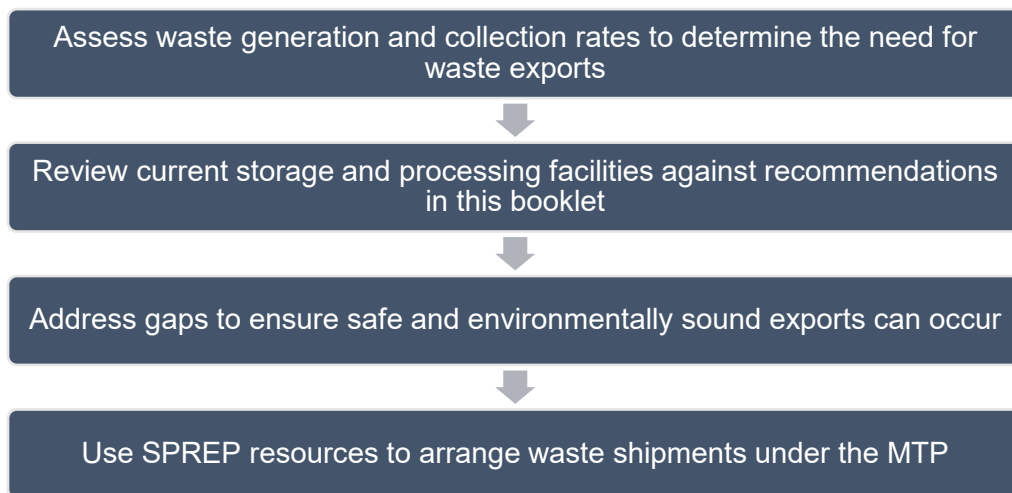 Assess waste generation and collection rates to determine the need for
waste exports
Review current storage and processing facilities against recommendations
in this booklet
Address gaps to ensure safe and environmentally sound exports can occur
Use SPREP resources to arrange waste shipments under the MTP